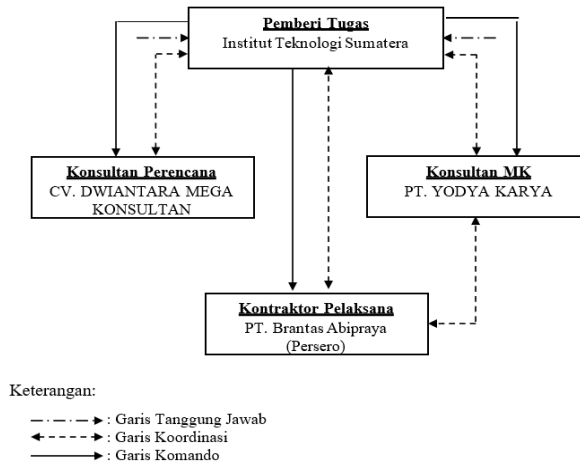 Pemberi Tugas
Institut Teknologi Sumatera
Konsultan Perencana
CV. DWIANTARA MEGA
KONSULTAN
Konsultan MK
PT. YODYA KARYA
Kontraktor Pelaksana
PT. Brantas Abipraya
(Persero)
Keterangan:
: Garis Tanggung Jawab
: Garis Koordinasi
: Garis Komando